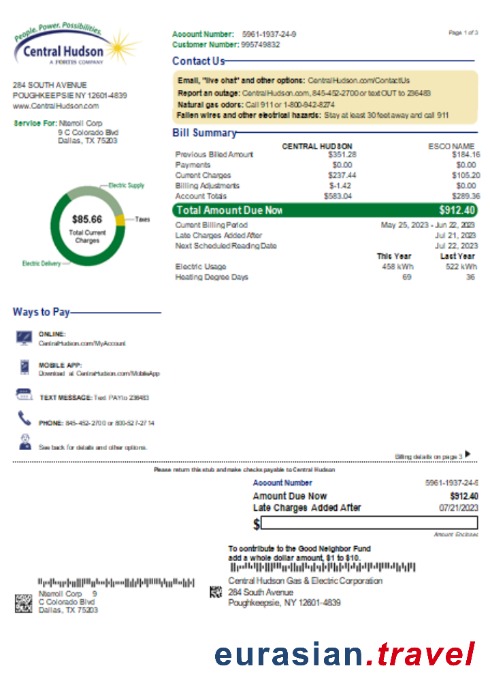 People. Power. Possibilities.
Central Hudson
A FORTIS COMPANY
284 SOUTH AVENUE
POUGHKEEPSIE NY 12601-4839
www.CentralHudson.com
Service For: Nterroll Corp
9 C Colorado Blvd
Dallas, TX 75203
Account Number: 5961-1937-24-9
Customer Number: 995749832
Page 1 of 3
Contact Us
Email, "live chat" and other options: CentralHudson.com/ContactUs
Report an outage: CentralHudson.com, 845-452-2700 or text OUT to 236483
Natural gas odors: Call 911 or 1-800-942-8274
Fallen wires and other electrical hazards: Stay at least 30 feet away and call 911
Bill Summary
CENTRAL HUDSON ESCO NAME
Previous Billed Amount $351.28 $184.16
Payments $0.00 $0.00
Current Charges $237.44 $105.20
Billing Adjustments $-1.42 $0.00
Account Totals $583.04 $289.36
Total Amount Due Now $912.40
Current Billing Period May 25, 2023 - Jun 22, 2023
Late Charges Added After Jul 21, 2023
Next Scheduled Reading Date Jul 22, 2023
This Year Last Year
Electric Usage 458 kWh 522 kWh
Heating Degree Days 69 36
Electric Supply
$85.66
Total Current
Charges
Taxes
Electric Delivery
Ways to Pay
ONLINE:
CentralHudson.com/MyAccount
MOBILE APP:
Download at CentralHudson.com/MobileApp
TEXT MESSAGE: Text PAY to 236483
PHONE: 845-452-2700 or 800-527-2714
See back for details and other options.
Billing details on page 3
Please return this stub and make checks payable to Central Hudson
Account Number 5961-1937-24-6
Amount Due Now $912.40
Late Charges Added After 07/21/2023
$
Amount Enclosed
To contribute to the Good Neighbor Fund
add a whole dollar amount, $1 to $10.
Nterroll Corp 9
C Colorado Blvd
Dallas, TX 75203
Central Hudson Gas & Electric Corporation
284 South Avenue
Poughkeepsie, NY 12601-4839
eurasian.travel